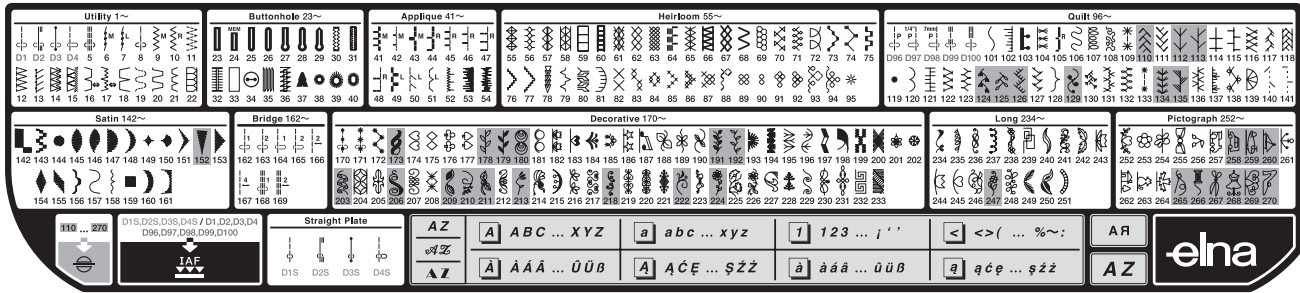 Utility 1～ Buttonhole 23～ Applique 41～ Heirloom 55～ Quilt 96～
M L M R MEM M M R R 1/4" 7mm P P R
D1 D2 D3 D4 5 6 7 8 9 10 11 23 24 25 26 27 28 29 30 31 41 42 43 44 45 46 47 55 56 57 58 59 60 61 62 63 64 65 66 67 68 69 70 71 72 73 74 75 D96 D97 D98 D99 D100 101 102 103 104 105 106 107 108 109 110 111 112 113 114 115 116 117 118
12 13 14 15 16 17 18 19 20 21 22 32 33 34 35 36 37 38 39 40 48 49 50 51 52 53 54 76 77 78 79 80 81 82 83 84 85 86 87 88 89 90 91 92 93 94 95 119 120 121 122 123 124 125 126 127 128 129 130 131 132 133 134 135 136 137 138 139 140 141
Satin 142～ Bridge 162～ Decorative 170～ Long 234～ Pictograph 252～
142 143 144 145 146 147 148 149 150 151 152 153 162 163 164 165 166 170 171 172 173 174 175 176 177 178 179 180 181 182 183 184 185 186 187 188 189 190 191 192 193 194 195 196 197 198 199 200 201 202 234 235 236 237 238 239 240 241 242 243 252 253 254 255 256 257 258 259 260 261
154 155 156 157 158 159 160 161 167 168 169 203 204 205 206 207 208 209 210 211 212 213 214 215 216 217 218 219 220 221 222 223 224 225 226 227 228 229 230 231 232 233 244 245 246 247 248 249 250 251 262 263 264 265 266 267 268 269 270
110 ... 270
D1S,D2S,D3S,D4S / D1,D2,D3,D4
D96,D97,D98,D99,D100
IAF
Straight Plate
D1S D2S D3S D4S
AZ
AZ
AZ
A ABC ... XYZ a abc ... xyz 1 123 ... ¡ ‘ ’ < <>( ... %～:
À ÀÁÂ ... ÛÜß Ą ĄĆĘ ... ŞŹŻ à àáâ ... ûüß ą ąćę ... şźż
АЯ
AZ
elna